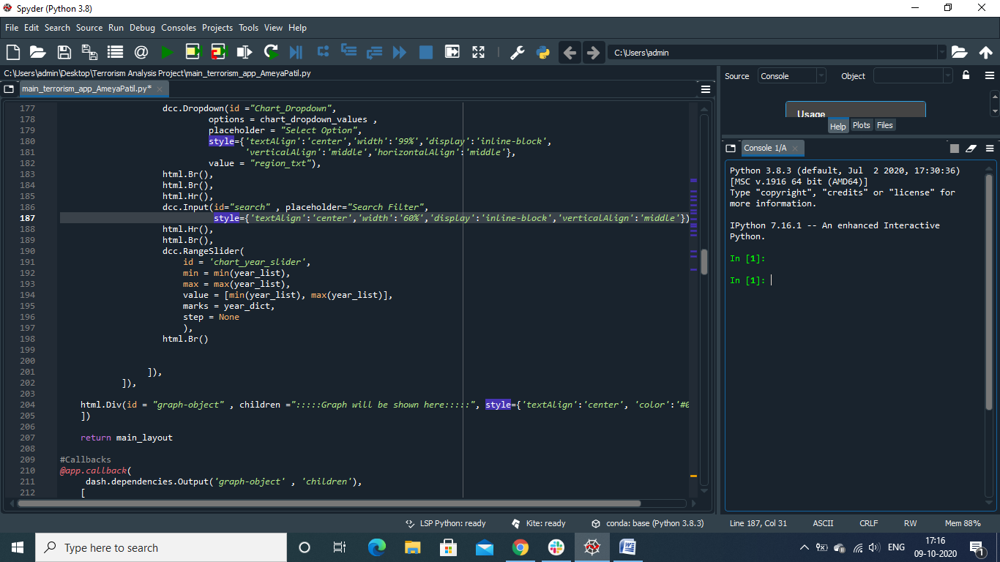 Spyder (Python 3.8)
File Edit Search Source Run Debug Consoles Projects Tools View Help
C:\Users\admin
C:\Users\admin\Desktop\Terrorism Analysis Project\main_terrorism_app_AmeyaPatil.py
main_terrorism_app_AmeyaPatil.py*
177 dcc.Dropdown(id ="Chart_Dropdown",
178 options = chart_dropdown_values ,
179 placeholder = "Select Option",
180 style={'textAlign':'center','width':'99%','display':'inline-block',
181 'verticalAlign':'middle','horizontalAlign':'middle'},
182 value = "region_txt"),
183 html.Br(),
184 html.Br(),
185 html.Hr(),
186 dcc.Input(id="search" , placeholder="Search Filter",
187 style={'textAlign':'center','width':'60%','display':'inline-block','verticalAlign':'middle'})
188 html.Hr(),
189 html.Br(),
190 dcc.RangeSlider(
191 id = 'chart_year_slider',
192 min = min(year_list),
193 max = max(year_list),
194 value = [min(year_list), max(year_list)],
195 marks = year_dict,
196 step = None
197 ),
198 html.Br()
199
200
201 ]),
202 ]),
203
204 html.Div(id = "graph-object" , children =":::::Graph will be shown here:::::", style={'textAlign':'center', 'color':'#0
205 ])
206
207 return main_layout
208
209 #Callbacks
210 @app.callback(
211 dash.dependencies.Output('graph-object' , 'children'),
212 [
Source Console Object
Usage
Help Plots Files
Console 1/A
Python 3.8.3 (default, Jul 2 2020, 17:30:36)
[MSC v.1916 64 bit (AMD64)]
Type "copyright", "credits" or "license" for
more information.
IPython 7.16.1 -- An enhanced Interactive
Python.
In [1]:
In [1]:
LSP Python: ready Kite: ready conda: base (Python 3.8.3) Line 187, Col 31 ASCII CRLF RW Mem 88%
Type here to search
ENG
17:16
09-10-2020
1